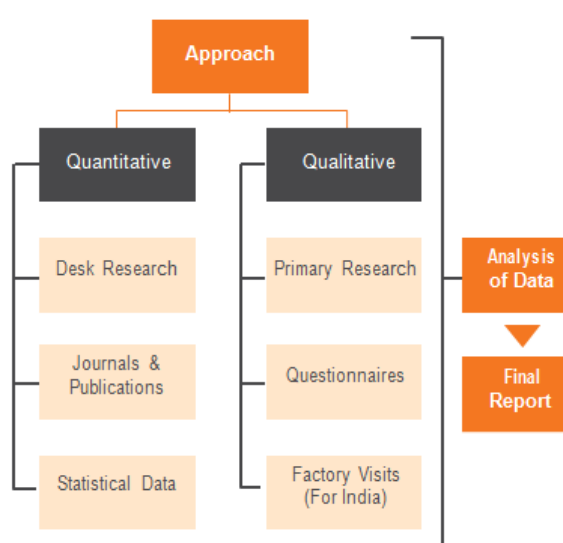 Approach
Quantitative
Qualitative
Desk Research
Primary Research
Analysis
of Data
Journals &
Publications
Questionnaires
Final
Report
Statistical Data
Factory Visits
(For India)